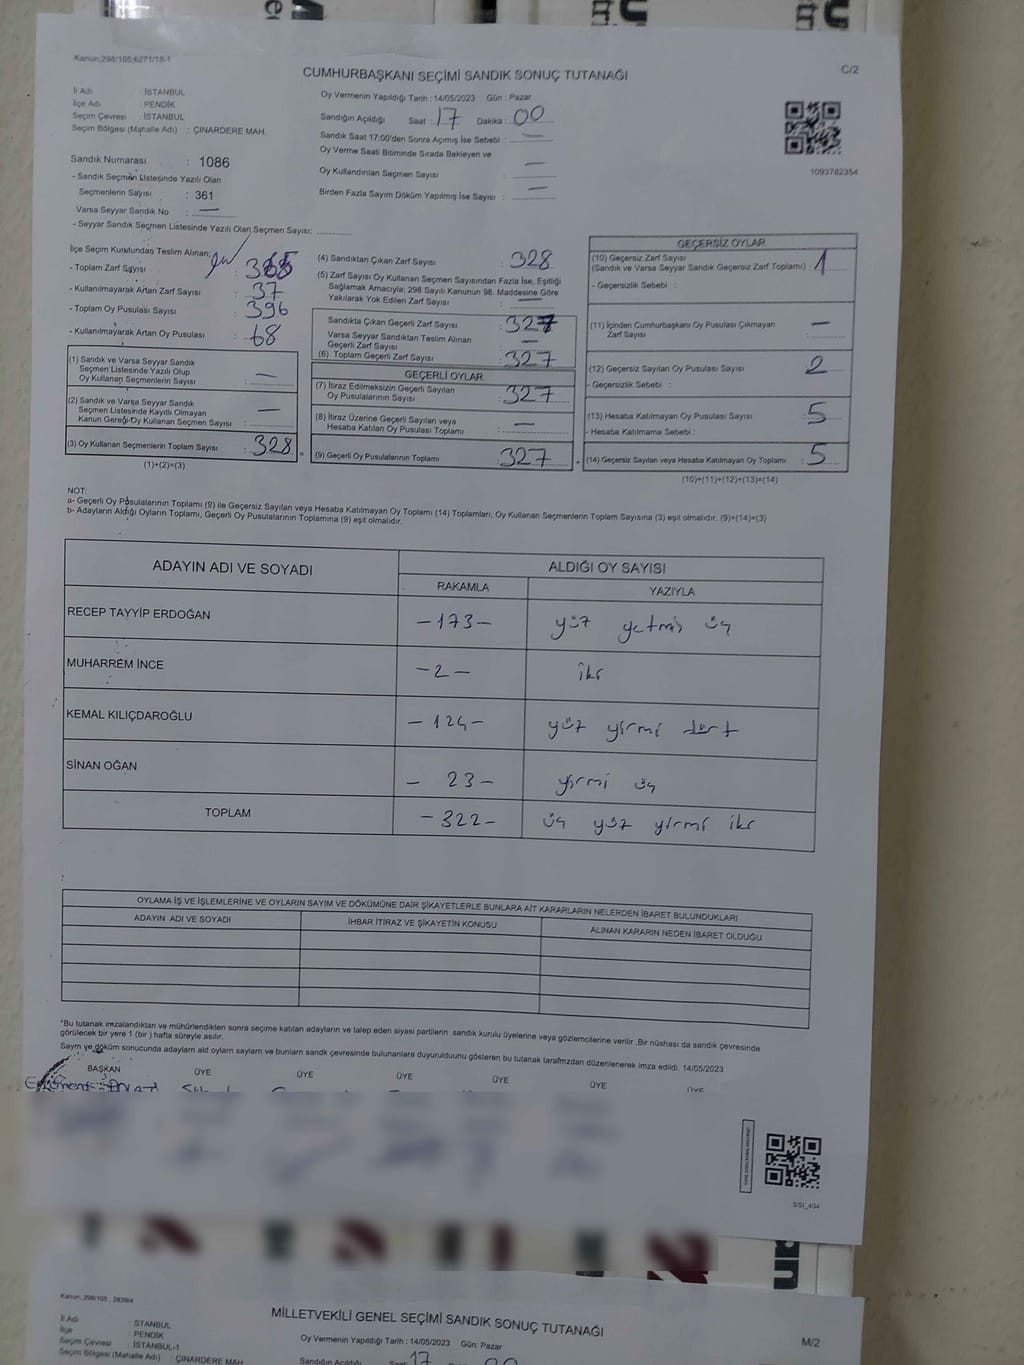 Kanun;298/105;6271/18-1
CUMHURBAŞKANI SEÇİMİ SANDIK SONUÇ TUTANAĞI
C/2
İl Adı : İSTANBUL
İlçe Adı : PENDİK
Seçim Çevresi : İSTANBUL
Seçim Bölgesi (Mahalle Adı) : ÇINARDERE MAH.
Oy Vermenin Yapıldığı Tarih : 14/05/2023 Gün : Pazar
Sandığın Açıldığı Saat : 17 Dakika : 00
Sandık Saat 17:00'den Sonra Açımış İse Sebebi : —
Oy Verme Saati Bitiminde Sırada Bekleyen ve
Oy Kullandırılan Seçmen Sayısı : —
Birden Fazla Sayım Döküm Yapılmış İse Sayısı : —
1093762354
Sandık Numarası : 1086
- Sandık Seçmen Listesinde Yazılı Olan
Seçmenlerin Sayısı : 361
Varsa Seyyar Sandık No : —
- Seyyar Sandık Seçmen Listesinde Yazılı Olan Seçmen Sayısı:
İlçe Seçim Kurulundan Teslim Alınan;
- Toplam Zarf Sayısı : 365
- Kullanılmayarak Artan Zarf Sayısı : 37
- Toplam Oy Pusulası Sayısı : 396
- Kullanılmayarak Artan Oy Pusulası : 68
(1) Sandık ve Varsa Seyyar Sandık
Seçmen Listesinde Yazılı Olup
Oy Kullanan Seçmenlerin Sayısı : —
(2) Sandık ve Varsa Seyyar Sandık
Seçmen Listesinde Kayıtlı Olmayan
Kanun Gereği Oy Kullanan Seçmen Sayısı : —
(3) Oy Kullanan Seçmenlerin Toplam Sayısı : 328
(1)+(2)=(3)
(4) Sandıktan Çıkan Zarf Sayısı : 328
(5) Zarf Sayısı Oy Kullanan Seçmen Sayısından Fazla İse, Eşitliği
Sağlamak Amacıyla; 298 Sayılı Kanunun 98. Maddesine Göre
Yakılarak Yok Edilen Zarf Sayısı : —
Sandıkta Çıkan Geçerli Zarf Sayısı : 327
Varsa Seyyar Sandıktan Teslim Alınan
Geçerli Zarf Sayısı : —
(6) Toplam Geçerli Zarf Sayısı : 327
GEÇERLİ OYLAR
(7) İtiraz Edilmeksizin Geçerli Sayılan
Oy Pusulalarının Sayısı : 327
(8) İtiraz Üzerine Geçerli Sayılan veya
Hesaba Katılan Oy Pusulası Toplamı : —
(9) Geçerli Oy Pusulalarının Toplamı : 327
GEÇERSİZ OYLAR
(10) Geçersiz Zarf Sayısı
(Sandık ve Varsa Seyyar Sandık Geçersiz Zarf Toplamı) : 1
- Geçersizlik Sebebi :
(11) İçinden Cumhurbaşkanı Oy Pusulası Çıkmayan
Zarf Sayısı : —
(12) Geçersiz Sayılan Oy Pusulası Sayısı : 2
- Geçersizlik Sebebi :
(13) Hesaba Katılmayan Oy Pusulası Sayısı : 5
- Hesaba Katılmama Sebebi :
(14) Geçersiz Sayılan veya Hesaba Katılmayan Oy Toplamı : 5
(10)+(11)+(12)+(13)=(14)
NOT:
a- Geçerli Oy Pusulalarının Toplamı (9) ile Geçersiz Sayılan veya Hesaba Katılmayan Oy Toplamı (14) Toplamları, Oy Kullanan Seçmenlerin Toplam Sayısına (3) eşit olmalıdır. (9)+(14)=(3)
b- Adayların Aldığı Oyların Toplamı, Geçerli Oy Pusulalarının Toplamına (9) eşit olmalıdır.
ADAYIN ADI VE SOYADI ALDIĞI OY SAYISI
RAKAMLA YAZIYLA
RECEP TAYYİP ERDOĞAN -173- yüz yetmiş üç
MUHARREM İNCE -2- iki
KEMAL KILIÇDAROĞLU -124- yüz yirmi dört
SİNAN OĞAN -23- yirmi üç
TOPLAM -322- üç yüz yirmi iki
OYLAMA İŞ VE İŞLEMLERİNE VE OYLARIN SAYIM VE DÖKÜMÜNE DAİR ŞİKAYETLERLE BUNLARA AİT KARARLARIN NELERDEN İBARET BULUNDUKLARI
ADAYIN ADI VE SOYADI İHBAR İTİRAZ VE ŞİKAYETİN KONUSU ALINAN KARARIN NEDEN İBARET OLDUĞU
*Bu tutanak imzalandıktan ve mühürlendikten sonra seçime katılan adayların ve talep eden siyasi partilerin sandık kurulu üyelerine veya gözlemcilerine verilir .Bir nüshası da sandık çevresinde
görülecek bir yere 1 (bir ) hafta süreyle asılır.
Sayım ve döküm sonucunda adayların ald oyların sayların ve bunların sandk çevresinde bulunanlara duyurulduunu gösteren bu tutanak tarafmzdan düzenlenerek imza edildi. 14/05/2023
BAŞKAN ÜYE ÜYE ÜYE ÜYE ÜYE ÜYE
SSI_404
Kanun; 298/105 , 2839/4
MİLLETVEKİLİ GENEL SEÇİMİ SANDIK SONUÇ TUTANAĞI
M/2
İl Adı : İSTANBUL
İlçe : PENDİK
Seçim Çevresi : İSTANBUL-1
Seçim Bölgesi (Mahalle Adı) : ÇINARDERE MAH.
Oy Vermenin Yapıldığı Tarih : 14/05/2023 Gün: Pazar
Sandığın Açıldığı Saat: 17 00